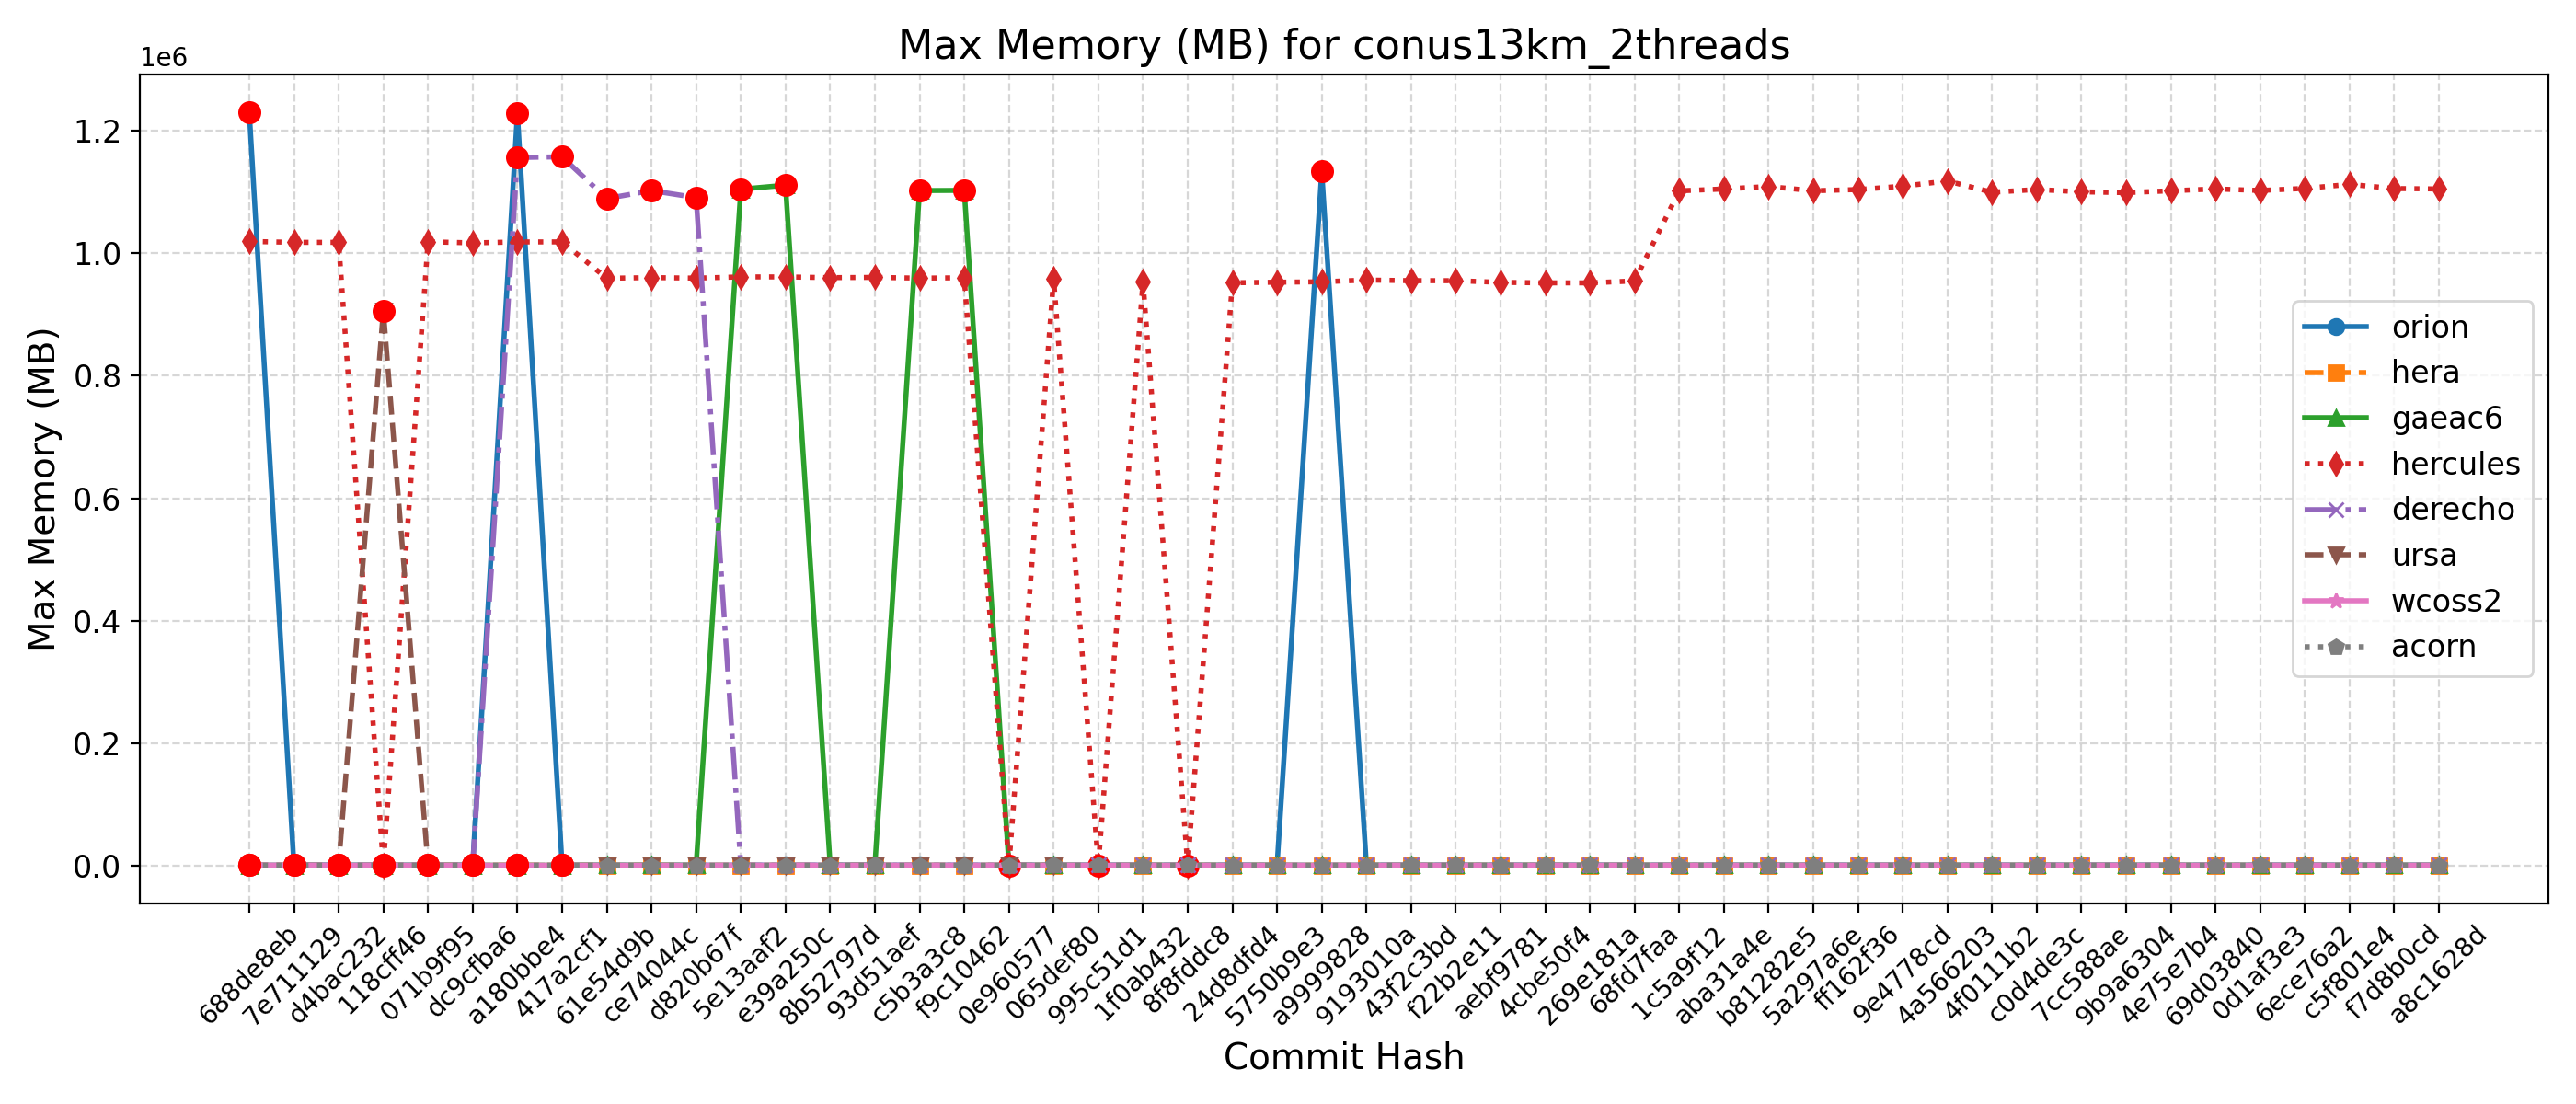 Max Memory (MB) for conus13km_2threads
1e6
1.2
1.0
0.8
0.6
0.4
0.2
0.0
Max Memory (MB)
orion
hera
gaeac6
hercules
derecho
ursa
wcoss2
acorn
688de8eb
7e711129
d4bac232
118cff46
071b9f95
dc9cfba6
a180bbe4
417a2cf1
61e54d9b
ce74044c
d820b67f
5e13aaf2
e39a250c
8b52797d
93d51aef
c5b3a3c8
f9c10462
0e960577
065def80
995c51d1
1f0ab432
8f8fddc8
24d8dfd4
5750b9e3
a9999828
9193010a
43f2c3bd
f22b2e11
aebf9781
4cbe50f4
269e181a
68fd7faa
1c5a9f12
aba31a4e
b81282e5
5a297a6e
ff162f36
9e4778cd
4a566203
4f0111b2
c0d4de3c
7cc588ae
9b9a6304
4e75e7b4
69d03840
0d1af3e3
6ece76a2
c5f801e4
f7d8b0cd
a8c1628d
Commit Hash